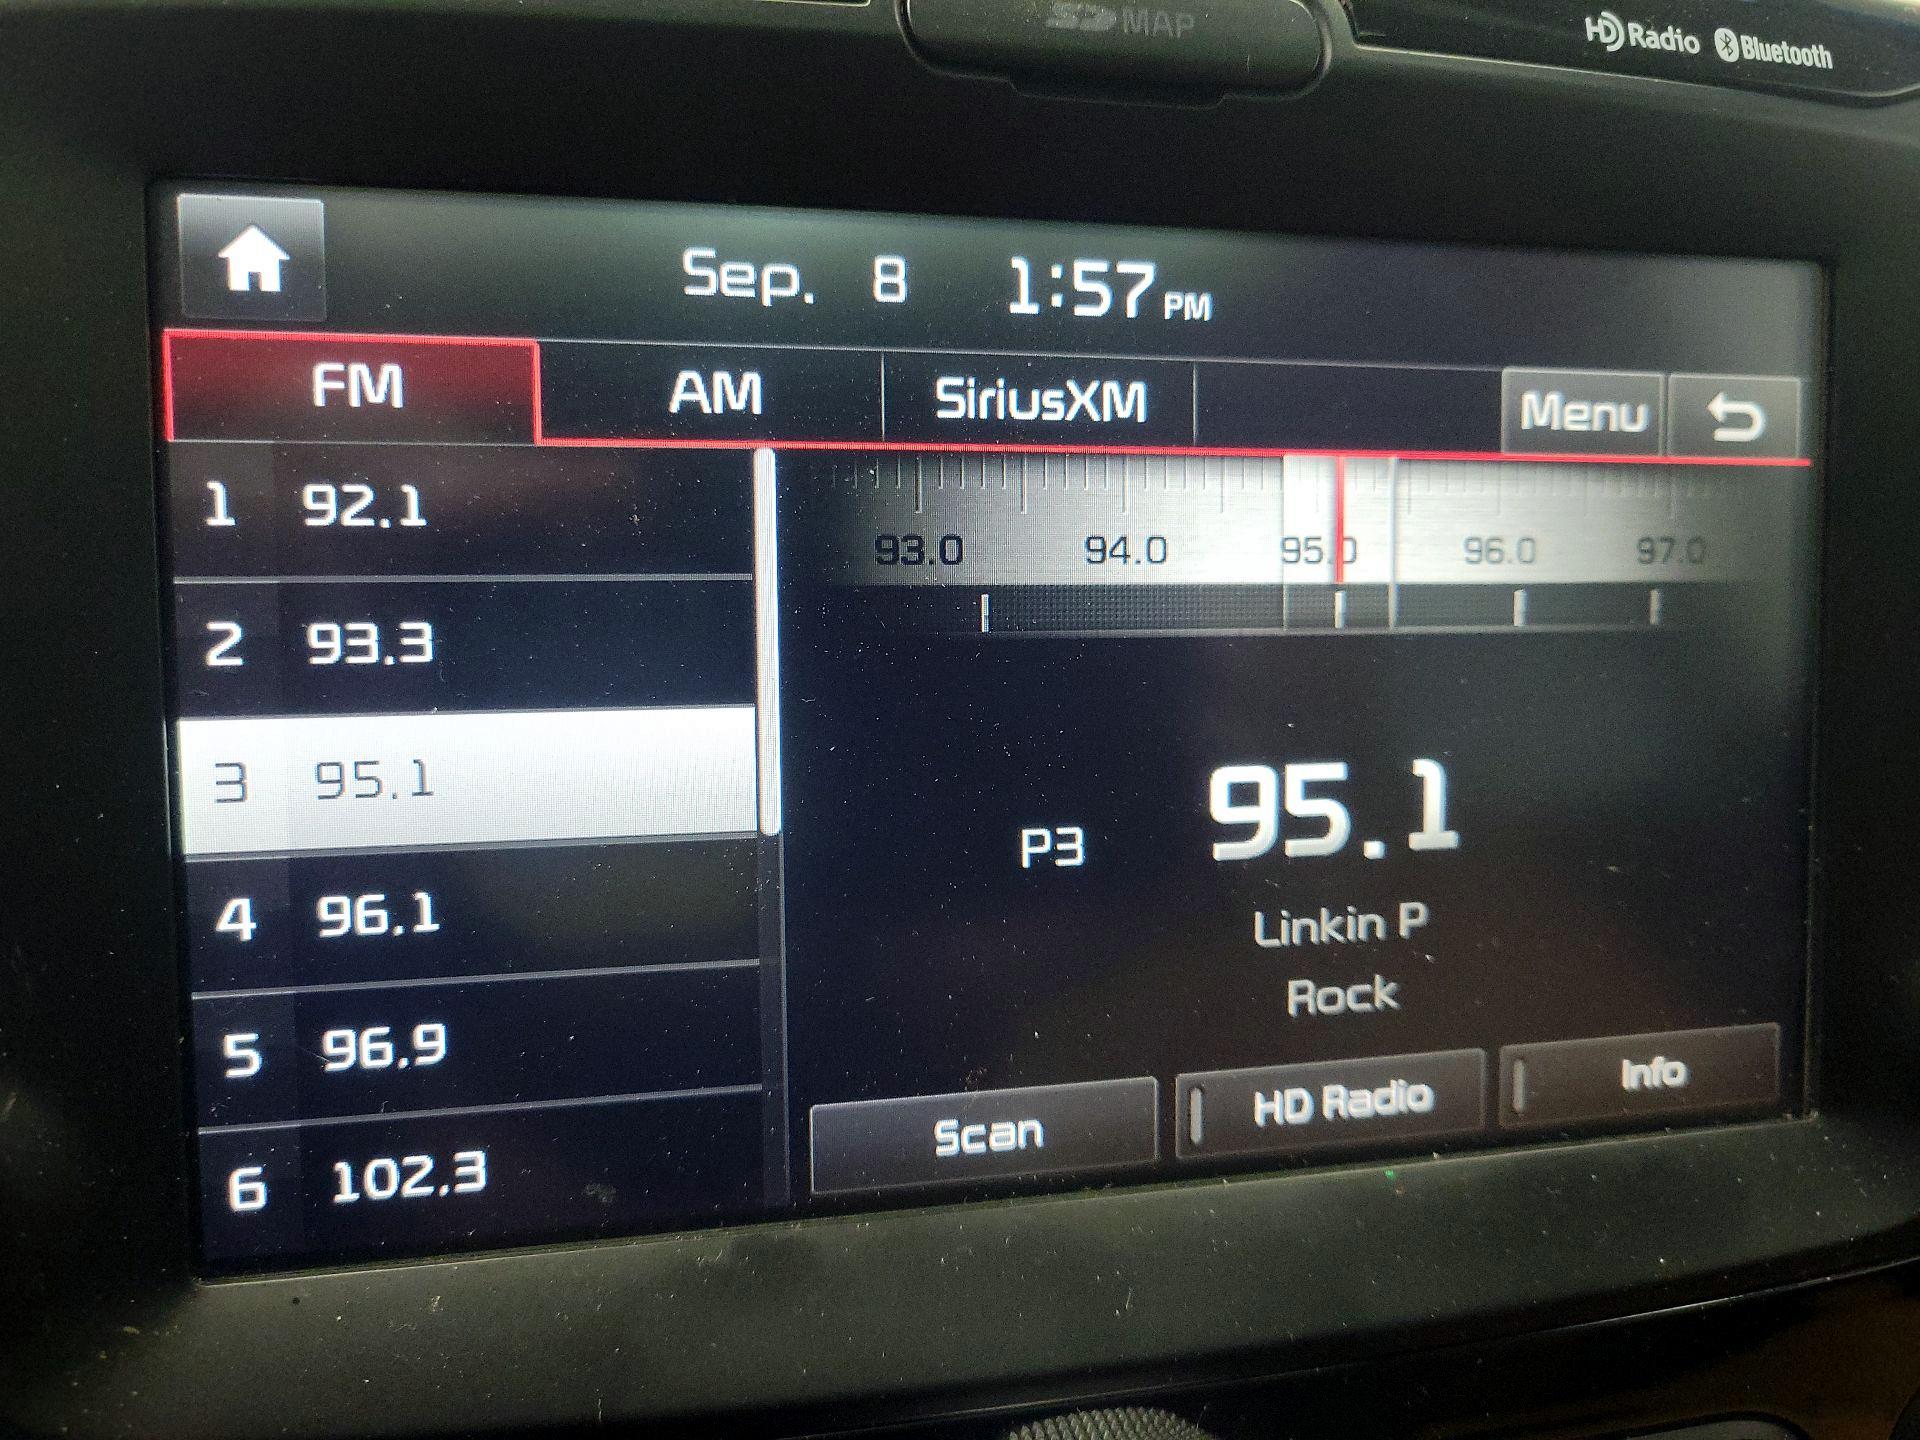 SD MAP
HD Radio Bluetooth
Sep. 8 1:57 PM
FM AM SiriusXM Menu
1 92.1
2 93.3
3 95.1
4 96.1
5 96.9
6 102.3
93.0 94.0 95.0 96.0 97.0
P3 95.1
Linkin P
Rock
Scan HD Radio Info